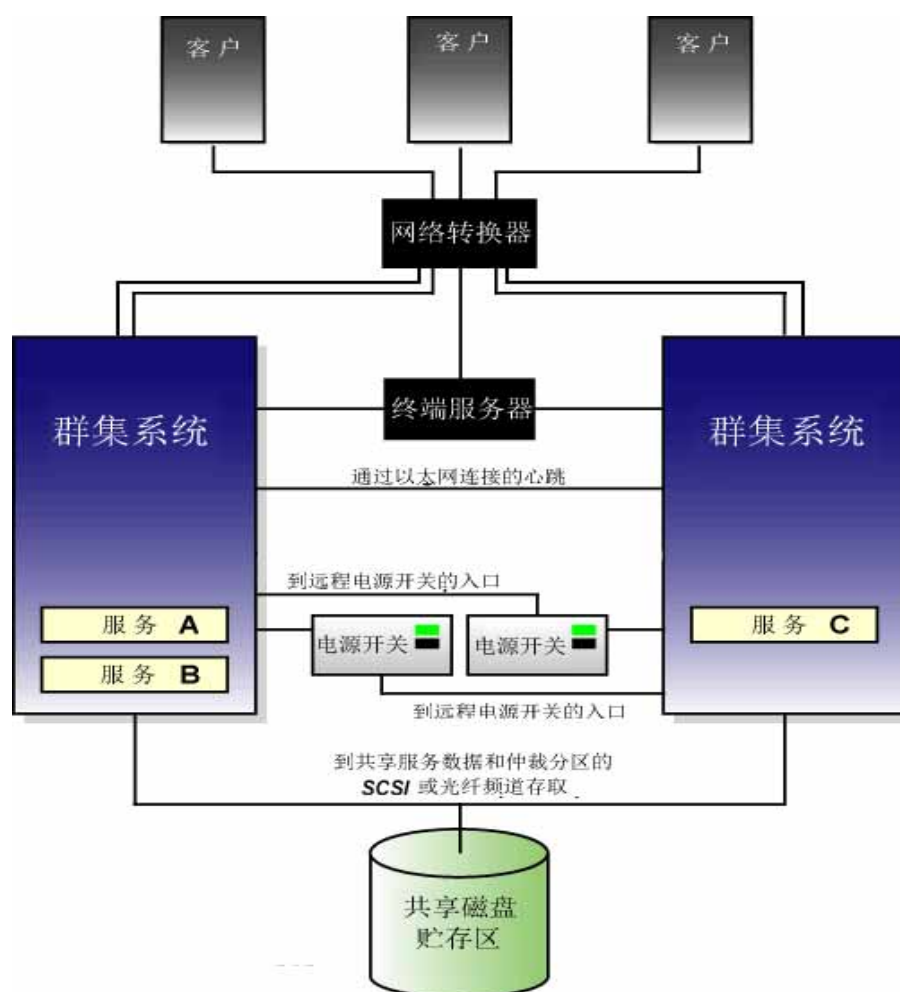 客户
客户
客户
网络转换器
终端服务器
群集系统
群集系统
通过以太网连接的心跳
到远程电源开关的入口
服务 A
电源开关
电源开关
服务 C
服务 B
到远程电源开关的入口
到共享服务数据和仲裁分区的
SCSI 或光纤频道存取
共享磁盘
贮存区